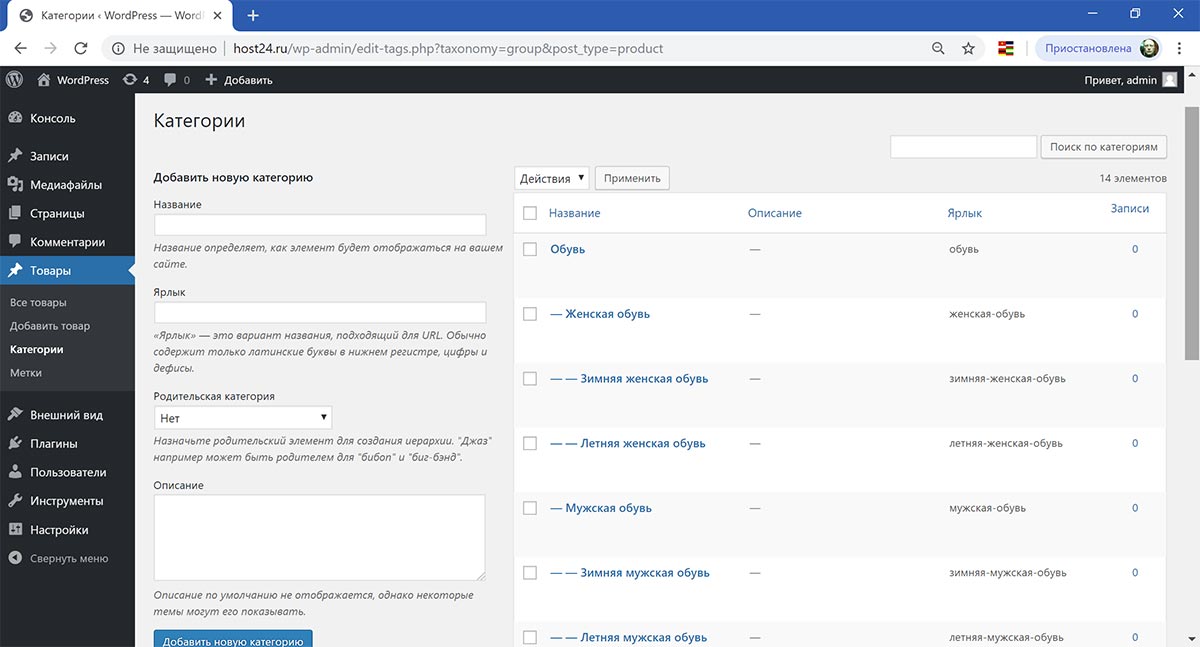 Категории ‹ WordPress — Word
Не защищено host24.ru/wp-admin/edit-tags.php?taxonomy=group&post_type=product Приостановлена
WordPress 4 0 Добавить Привет, admin
Консоль
Записи
Медиафайлы
Страницы
Комментарии
Товары
Все товары
Добавить товар
Категории
Метки
Внешний вид
Плагины
Пользователи
Инструменты
Настройки
Свернуть меню
Категории
Поиск по категориям
Добавить новую категорию
Название
Название определяет, как элемент будет отображаться на вашем
сайте.
Ярлык
«Ярлык» — это вариант названия, подходящий для URL. Обычно
содержит только латинские буквы в нижнем регистре, цифры и
дефисы.
Родительская категория
Нет
Назначьте родительский элемент для создания иерархии. "Джаз"
например может быть родителем для "бибоп" и "биг-бэнд".
Описание
Описание по умолчанию не отображается, однако некоторые
темы могут его показывать.
Добавить новую категорию
Действия Применить 14 элементов
Название Описание Ярлык Записи
Обувь — обувь 0
— Женская обувь — женская-обувь 0
— — Зимняя женская обувь — зимняя-женская-обувь 0
— — Летняя женская обувь — летняя-женская-обувь 0
— Мужская обувь — мужская-обувь 0
— — Зимняя мужская обувь — зимняя-мужская-обувь 0
— — Летняя мужская обувь — летняя-мужская-обувь 0